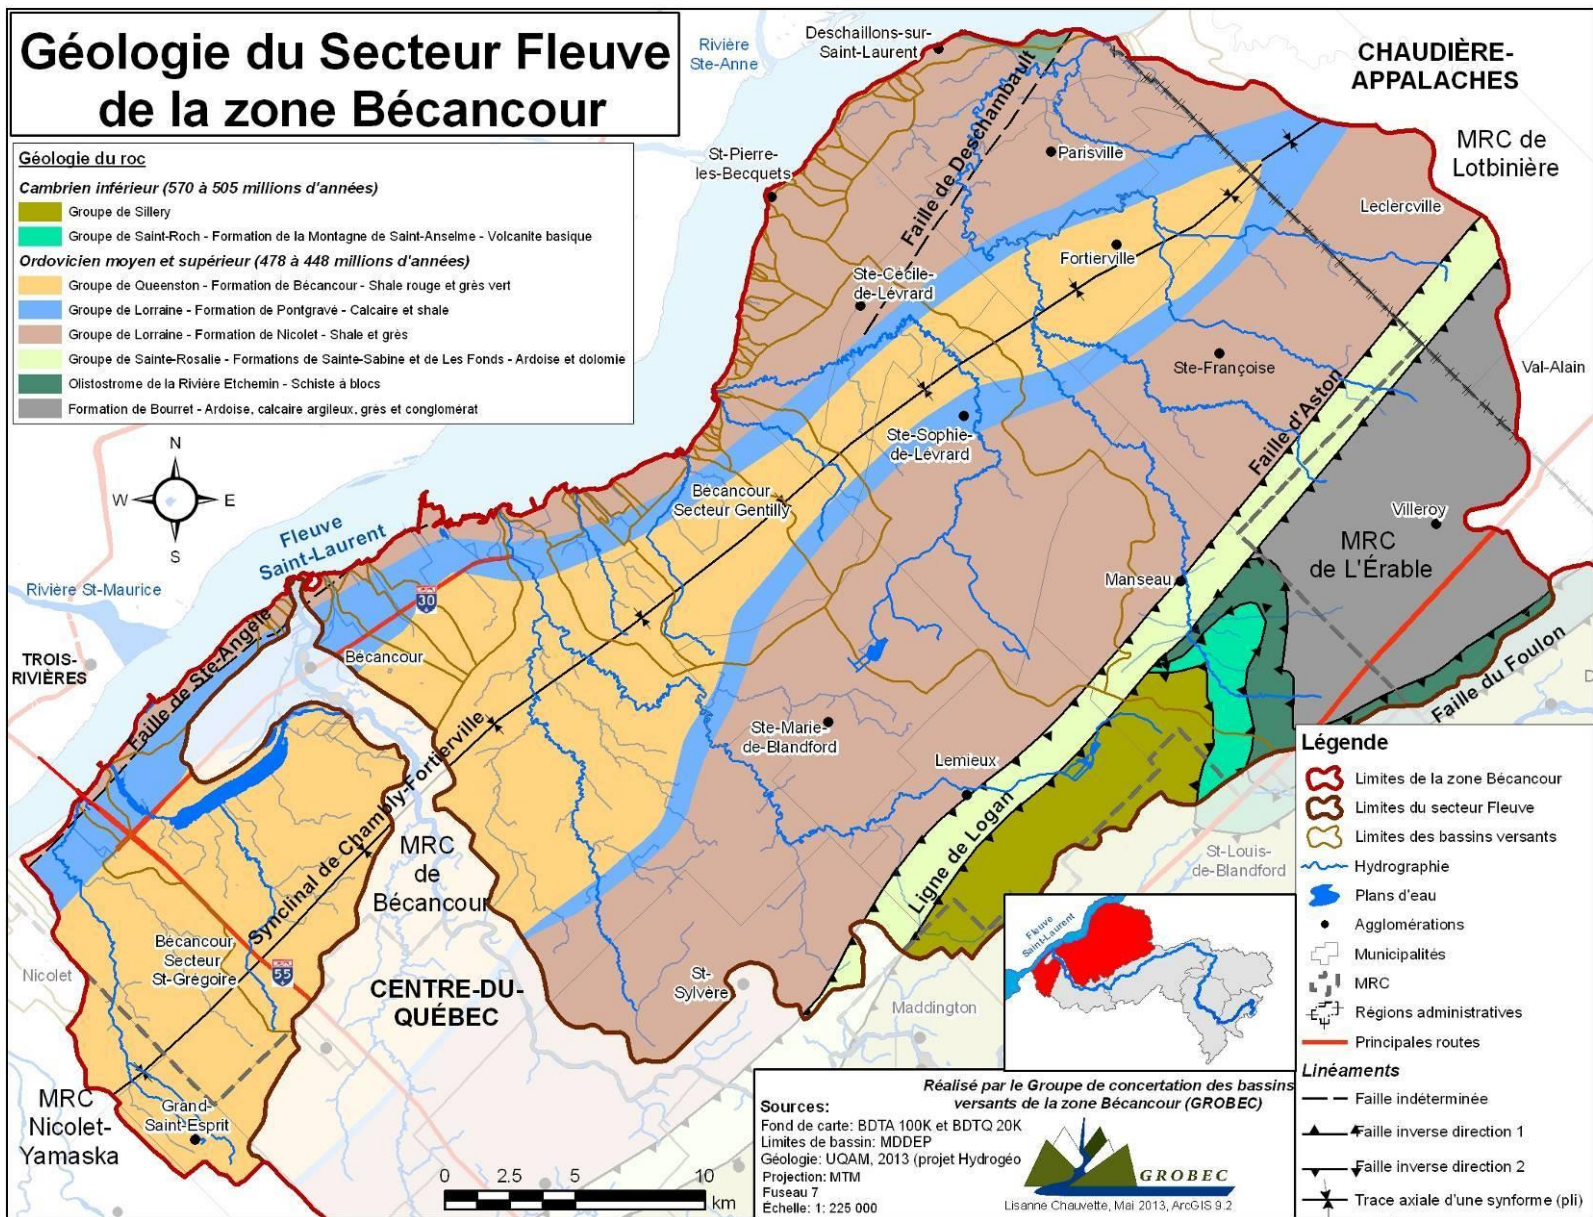 Géologie du Secteur Fleuve
de la zone Bécancour
Géologie du roc
Cambrien inférieur (570 à 505 millions d'années)
Groupe de Sillery
Groupe de Saint-Roch - Formation de la Montagne de Saint-Anselme - Volcanite basique
Ordovicien moyen et supérieur (478 à 448 millions d'années)
Groupe de Queenston - Formation de Bécancour - Shale rouge et grès vert
Groupe de Lorraine - Formation de Pontgravé - Calcaire et shale
Groupe de Lorraine - Formation de Nicolet - Shale et grès
Groupe de Sainte-Rosalie - Formations de Sainte-Sabine et de Les Fonds - Ardoise et dolomie
Olistostrome de la Rivière Etchemin - Schiste à blocs
Formation de Bourret - Ardoise, calcaire argileux, grès et conglomérat
N
W
E
S
Rivière
Ste-Anne
Deschaillons-sur-
Saint-Laurent
CHAUDIÈRE-
APPALACHES
MRC de
Lotbinière
St-Pierre-
les-Becquets
Faille de Deschambault
Parisville
Leclercville
Fortierville
Ste-Cécile-
de-Lévrard
Ste-Françoise
Val-Alain
Faille d'Aston
Ste-Sophie-
de-Lévrard
Bécancour
Secteur Gentilly
Villeroy
MRC
de L'Érable
Manseau
Fleuve
Saint-Laurent
Rivière St-Maurice
30
TROIS-
RIVIÈRES
Bécancour
Faille de Ste-Angèle
Faille du Foulon
D
Ste-Marie-
de-Blandford
Lemieux
Synclinal de Chambly-Fortierville
Ligne de Logan
MRC
de
Bécancour
St-Louis-
de-Blandford
Bécancour
Secteur
St-Grégoire
Nicolet
55
CENTRE-DU-
QUÉBEC
St-
Sylvère
Maddington
MRC
Nicolet-
Yamaska
Grand-
Saint-Esprit
0 2.5 5 10
km
Fleuve
Saint-Laurent
Réalisé par le Groupe de concertation des bassins
versants de la zone Bécancour (GROBEC)
Sources:
Fond de carte: BDTA 100K et BDTQ 20K
Limites de bassin: MDDEP
Géologie: UQAM, 2013 (projet Hydrogéo
Projection: MTM
Fuseau 7
Échelle: 1: 225 000
GROBEC
Lisanne Chauvette, Mai 2013, ArcGIS 9.2
Légende
Limites de la zone Bécancour
Limites du secteur Fleuve
Limites des bassins versants
Hydrographie
Plans d'eau
Agglomérations
Municipalités
MRC
Régions administratives
Principales routes
Linéaments
Faille indéterminée
Faille inverse direction 1
Faille inverse direction 2
Trace axiale d'une synforme (pli)